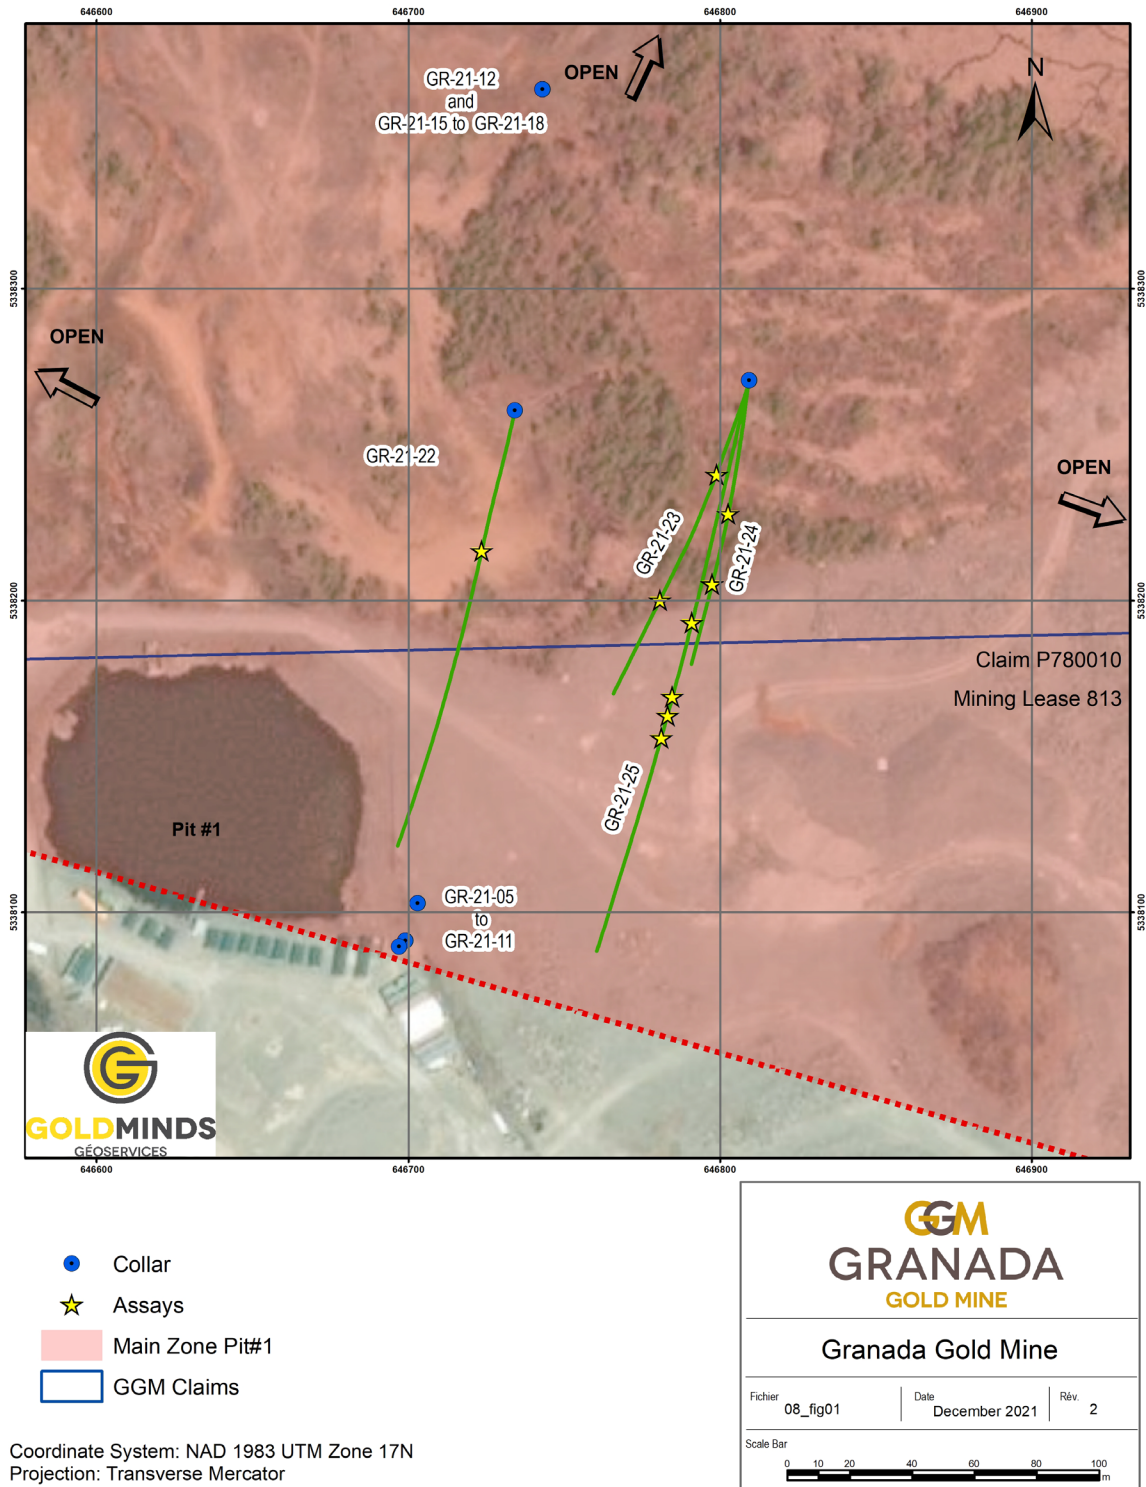 646600
646700
646800
646900
GR-21-12
and
GR-21-15 to GR-21-18
OPEN
N
5338300
5338300
OPEN
GR-21-22
OPEN
GR-21-23
GR-21-24
5338200
5338200
Claim P780010
Mining Lease 813
GR-21-25
Pit #1
GR-21-05
to
GR-21-11
5338100
5338100
GOLDMINDS
GÉOSERVICES
646600
646700
646800
646900
Collar
Assays
Main Zone Pit#1
GGM Claims
Coordinate System: NAD 1983 UTM Zone 17N
Projection: Transverse Mercator
GGM
GRANADA
GOLD MINE
Granada Gold Mine
Fichier
08_fig01
Date
December 2021
Rév.
2
Scale Bar
0 10 20 40 60 80 100
m